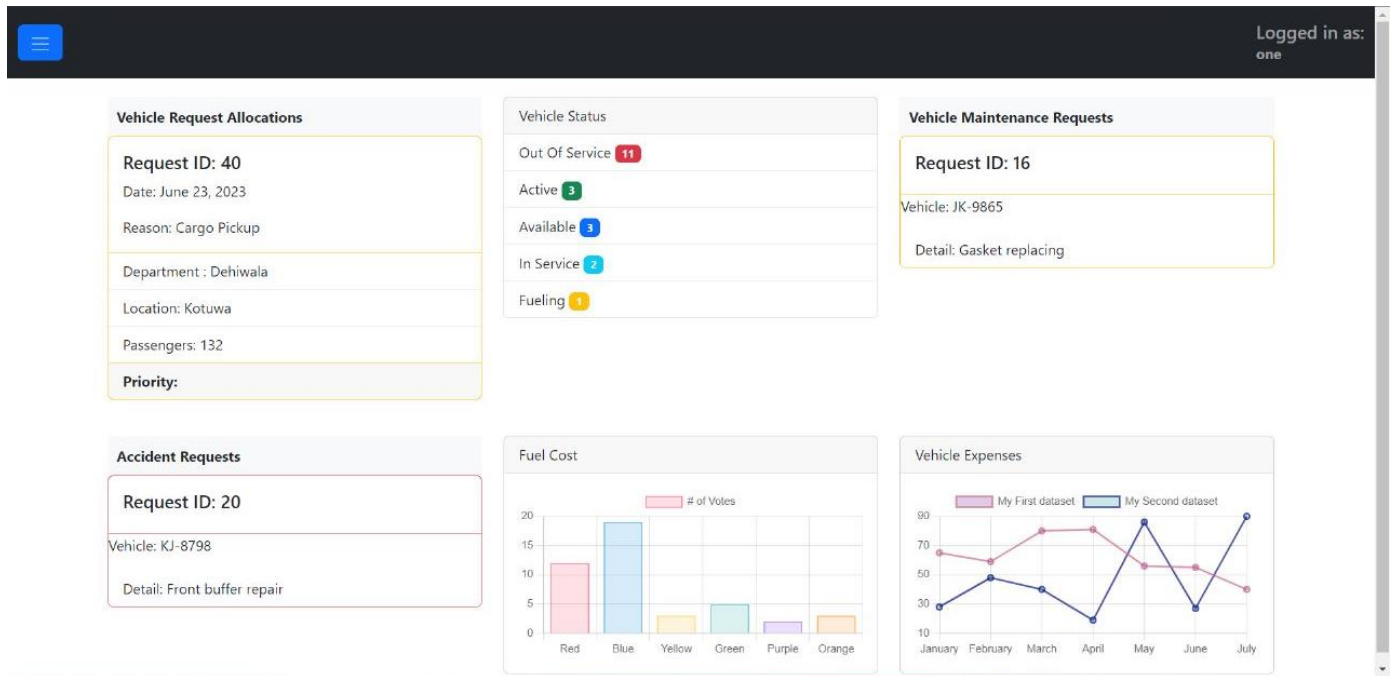 Logged in as:
one
Vehicle Request Allocations
Request ID: 40
Date: June 23, 2023
Reason: Cargo Pickup
Department : Dehiwala
Location: Kotuwa
Passengers: 132
Priority:
Vehicle Status
Out Of Service 11
Active 3
Available 3
In Service 2
Fueling 1
Vehicle Maintenance Requests
Request ID: 16
Vehicle: JK-9865
Detail: Gasket replacing
Accident Requests
Request ID: 20
Vehicle: KJ-8798
Detail: Front buffer repair
Fuel Cost
# of Votes
20
15
10
5
0
Red Blue Yellow Green Purple Orange
Vehicle Expenses
My First dataset My Second dataset
90
70
50
30
10
January February March April May June July